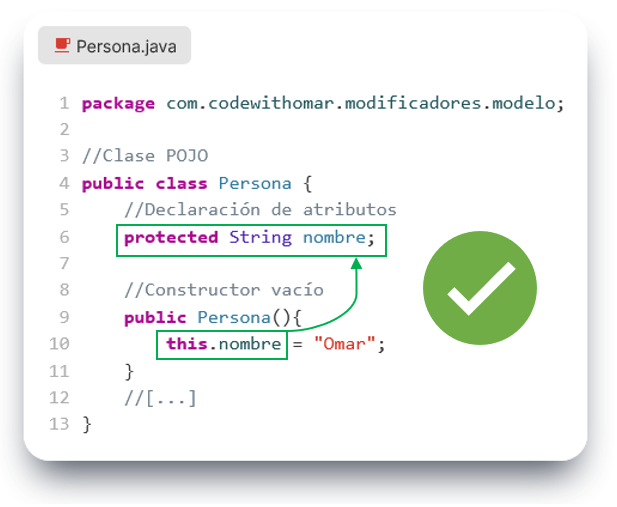 Persona.java
1 package com.codewithomar.modificadores.modelo;
2
3 //Clase POJO
4 public class Persona {
5 //Declaración de atributos
6 protected String nombre;
7
8 //Constructor vacío
9 public Persona(){
10 this.nombre = "Omar";
11 }
12 //[...]
13 }